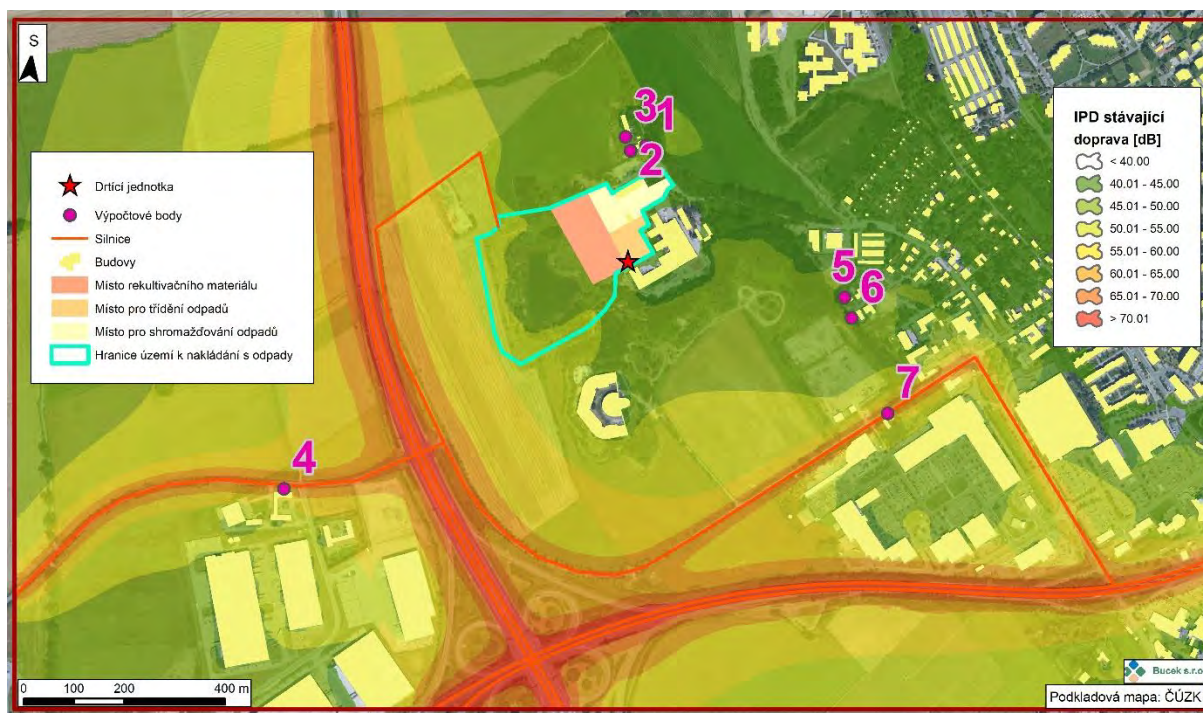 S
3
1
2
5
6
7
4
Drtící jednotka
Výpočtové body
Silnice
Budovy
Místo rekultivačního materiálu
Místo pro třídění odpadů
Místo pro shromažďování odpadů
Hranice území k nakládání s odpady
IPD stávající
doprava [dB]
< 40.00
40.01 - 45.00
45.01 - 50.00
50.01 - 55.00
55.01 - 60.00
60.01 - 65.00
65.01 - 70.00
> 70.01
0 100 200 400 m
Bucek s.r.o
Podkladová mapa: ČÚZK